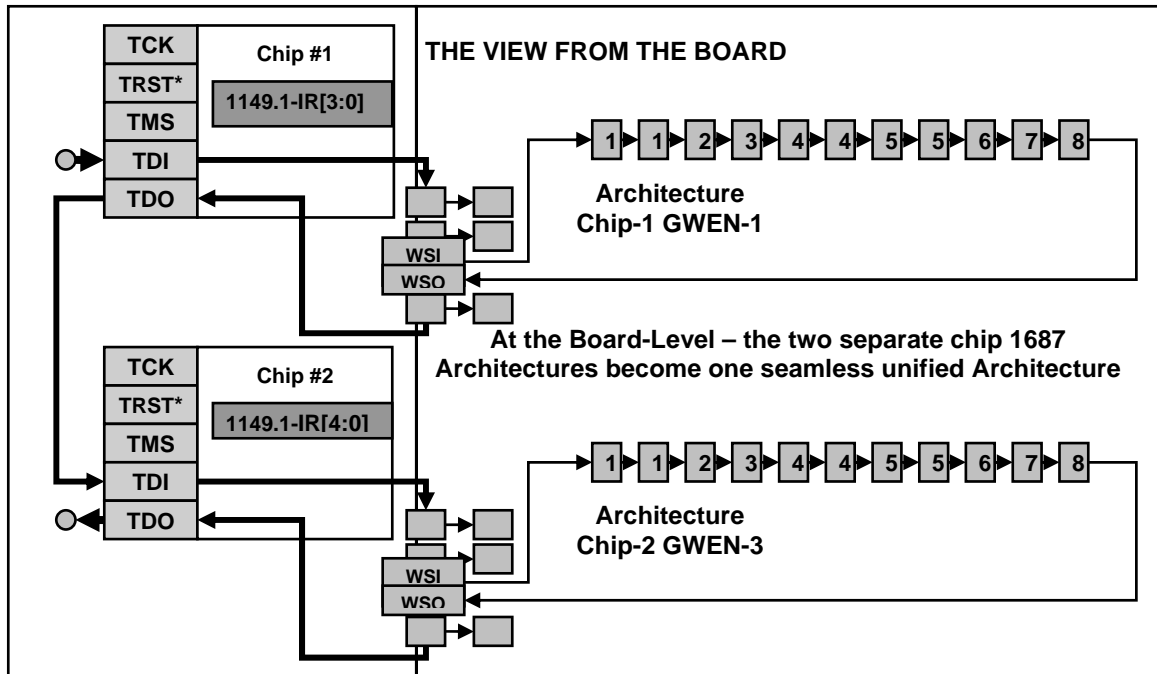 THE VIEW FROM THE BOARD
TCK
TRST*
TMS
TDI
TDO
Chip #1
1149.1-IR[3:0]
WSI
WSO
1 1 2 3 4 4 5 5 6 7 8
Architecture
Chip-1 GWEN-1
At the Board-Level – the two separate chip 1687
Architectures become one seamless unified Architecture
TCK
TRST*
TMS
TDI
TDO
Chip #2
1149.1-IR[4:0]
WSI
WSO
1 1 2 3 4 4 5 5 6 7 8
Architecture
Chip-2 GWEN-3